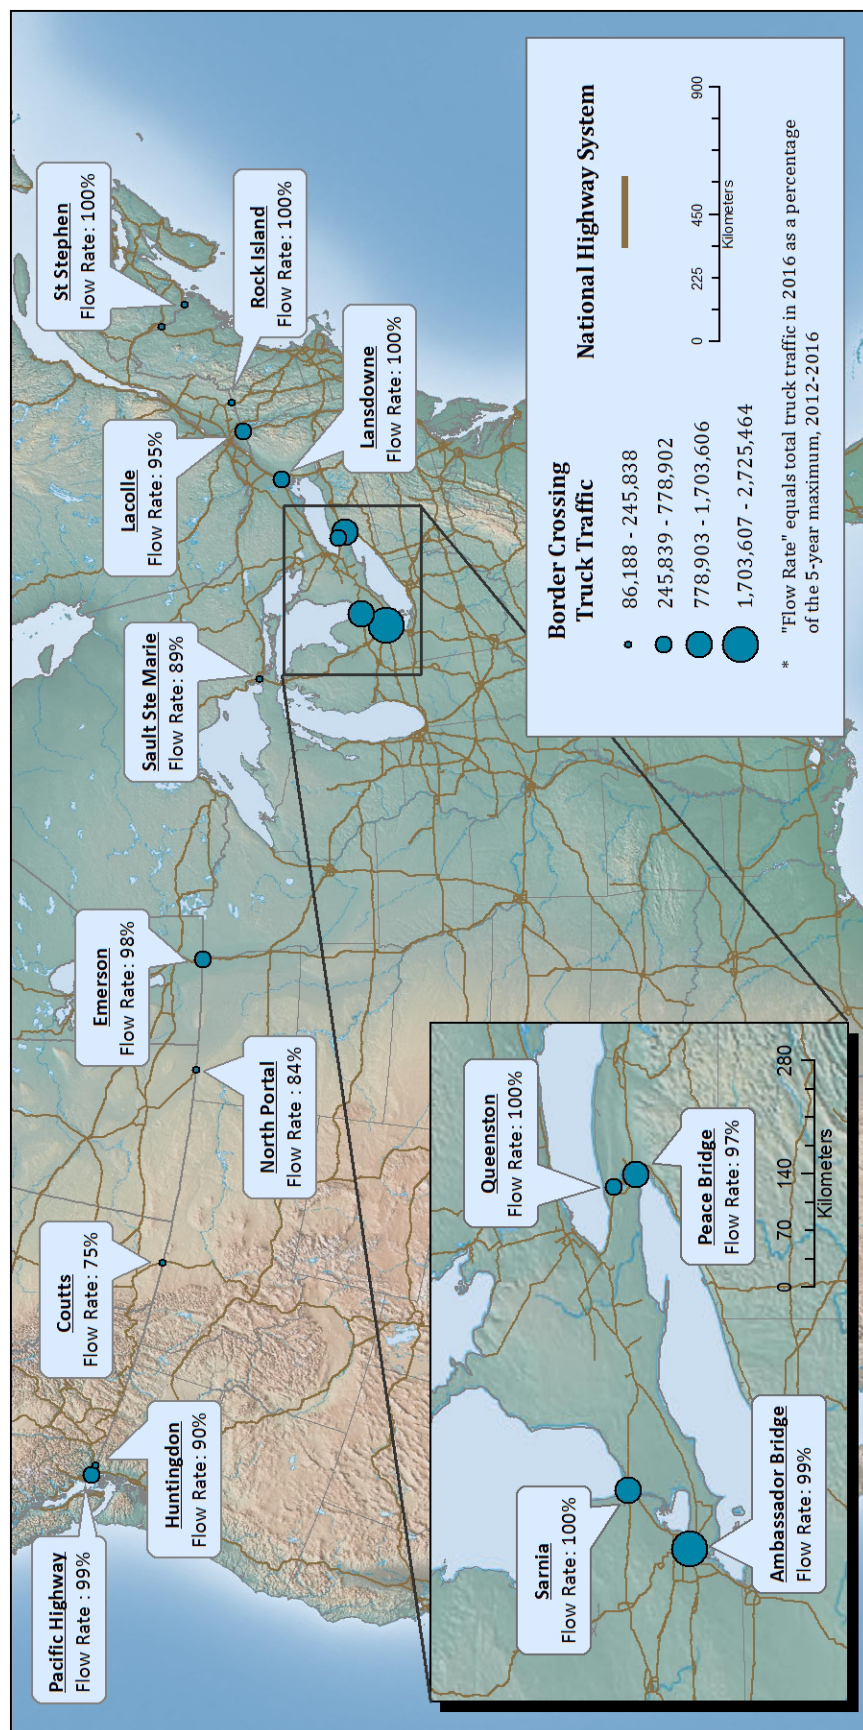 Pacific Highway
Flow Rate : 99%
Huntingdon
Flow Rate: 90%
Coutts
Flow Rate: 75%
North Portal
Flow Rate : 84%
Emerson
Flow Rate: 98%
Sault Ste Marie
Flow Rate: 89%
Lacolle
Flow Rate: 95%
Lansdowne
Flow Rate: 100%
Rock Island
Flow Rate: 100%
St Stephen
Flow Rate: 100%
Sarnia
Flow Rate: 100%
Ambassador Bridge
Flow Rate: 99%
Queenston
Flow Rate: 100%
Peace Bridge
Flow Rate: 97%
0 70 140 280
Kilometers
Border Crossing
Truck Traffic
86,188 - 245,838
245,839 - 778,902
778,903 - 1,703,606
1,703,607 - 2,725,464
National Highway System
0 225 450 900
Kilometers
* "Flow Rate" equals total truck traffic in 2016 as a percentage
of the 5-year maximum, 2012-2016